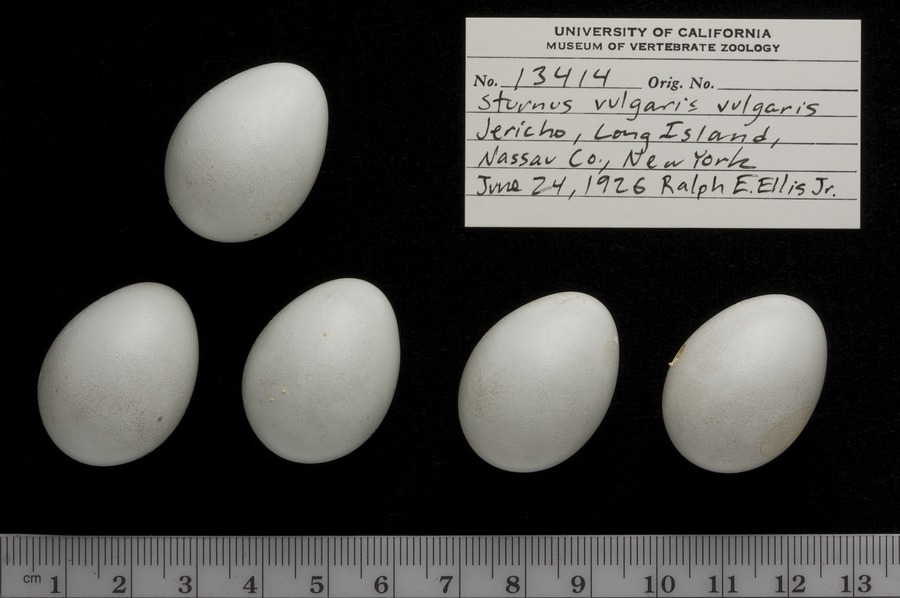 UNIVERSITY OF CALIFORNIA
MUSEUM OF VERTEBRATE ZOOLOGY
No. 13414 Orig. No.
Sturnus vulgaris vulgaris
Jericho, Long Island,
Nassau Co., New York
June 24, 1926 Ralph E. Ellis Jr.
cm 1 2 3 4 5 6 7 8 9 10 11 12 13